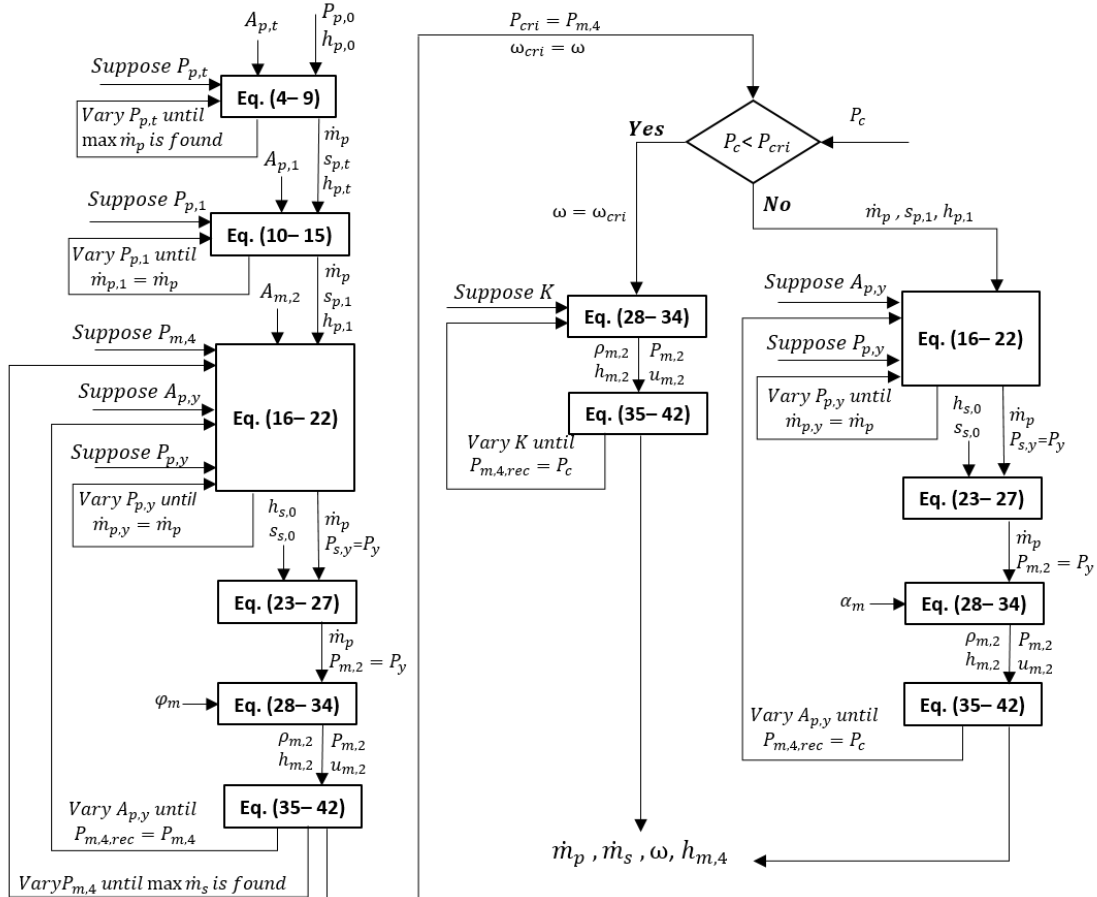 A_{p,t}
P_{p,0}
h_{p,0}
Suppose P_{p,t}
Eq. (4– 9)
Vary P_{p,t} until
max ṁ_p is found
ṁ_p
s_{p,t}
h_{p,t}
A_{p,1}
Suppose P_{p,1}
Eq. (10– 15)
Vary P_{p,1} until
ṁ_{p,1} = ṁ_p
ṁ_p
s_{p,1}
h_{p,1}
A_{m,2}
Suppose P_{m,4}
Suppose A_{p,y}
Eq. (16– 22)
Suppose P_{p,y}
Vary P_{p,y} until
ṁ_{p,y} = ṁ_p
h_{s,0}
s_{s,0}
ṁ_p
P_{s,y}=P_y
Eq. (23– 27)
ṁ_p
P_{m,2} = P_y
φ_m
Eq. (28– 34)
ρ_{m,2}
h_{m,2}
P_{m,2}
u_{m,2}
Eq. (35– 42)
Vary A_{p,y} until
P_{m,4,rec} = P_{m,4}
VaryP_{m,4} until max ṁ_s is found
P_{cri} = P_{m,4}
ω_{cri} = ω
P_c
P_c< P_{cri}
Yes
No
ω = ω_{cri}
Suppose K
Eq. (28– 34)
ρ_{m,2}
h_{m,2}
P_{m,2}
u_{m,2}
Eq. (35– 42)
Vary K until
P_{m,4,rec} = P_c
ṁ_p , s_{p,1}, h_{p,1}
Suppose A_{p,y}
Eq. (16– 22)
Suppose P_{p,y}
Vary P_{p,y} until
ṁ_{p,y} = ṁ_p
h_{s,0}
s_{s,0}
ṁ_p
P_{s,y}=P_y
Eq. (23– 27)
ṁ_p
P_{m,2} = P_y
α_m
Eq. (28– 34)
ρ_{m,2}
h_{m,2}
P_{m,2}
u_{m,2}
Eq. (35– 42)
Vary A_{p,y} until
P_{m,4,rec} = P_c
ṁ_p , ṁ_s , ω, h_{m,4}